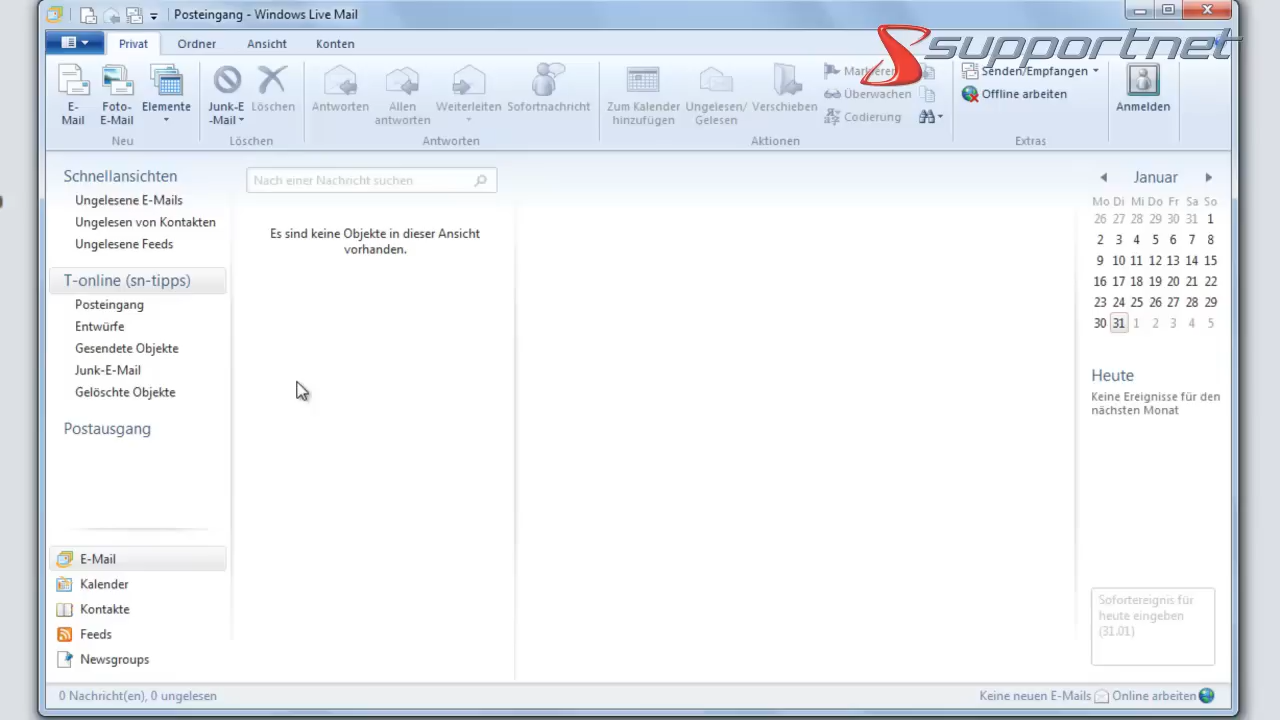 Posteingang - Windows Live Mail
supportnet
Privat
Ordner
Ansicht
Konten
E-
Mail
Foto-
E-Mail
Elemente
Neu
Junk-E
-Mail
Löschen
Löschen
Antworten
Allen
antworten
Weiterleiten
Sofortnachricht
Antworten
Zum Kalender
hinzufügen
Ungelesen/
Gelesen
Verschieben
Markieren
Überwachen
Codierung
Aktionen
Senden/Empfangen
Offline arbeiten
Extras
Anmelden
Schnellansichten
Ungelesene E-Mails
Ungelesen von Kontakten
Ungelesene Feeds
T-online (sn-tipps)
Posteingang
Entwürfe
Gesendete Objekte
Junk-E-Mail
Gelöschte Objekte
Postausgang
E-Mail
Kalender
Kontakte
Feeds
Newsgroups
Nach einer Nachricht suchen
Es sind keine Objekte in dieser Ansicht
vorhanden.
Januar
Mo Di Mi Do Fr Sa So
26 27 28 29 30 31 1
2 3 4 5 6 7 8
9 10 11 12 13 14 15
16 17 18 19 20 21 22
23 24 25 26 27 28 29
30 31 1 2 3 4 5
Heute
Keine Ereignisse für den
nächsten Monat
Sofortereignis für
heute eingeben
(31.01)
0 Nachricht(en), 0 ungelesen
Keine neuen E-Mails
Online arbeiten